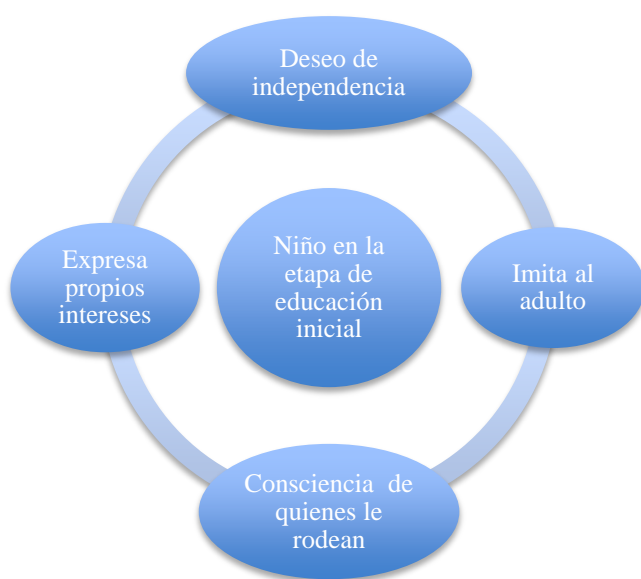 Deseo de
independencia
Expresa
propios
intereses
Niño en la
etapa de
educación
inicial
Imita al
adulto
Consciencia de
quienes le
rodean